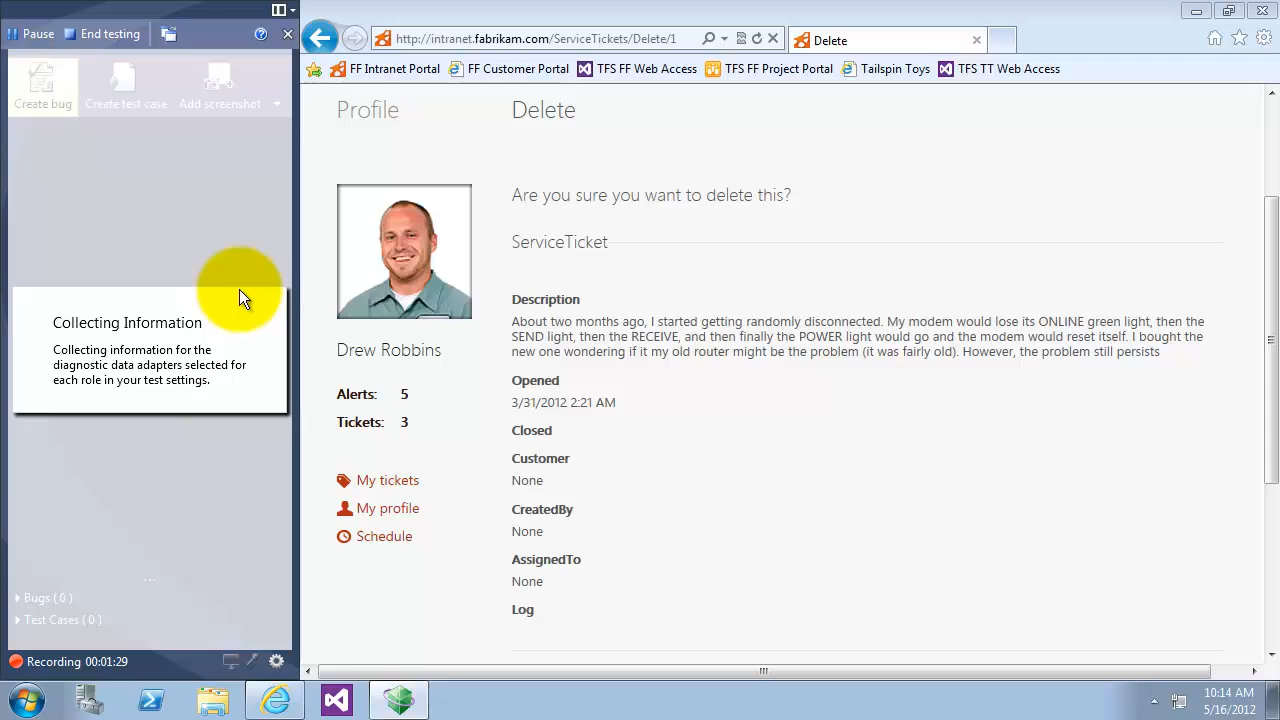 Pause
End testing
Create bug
Create test case
Add screenshot
Collecting Information
Collecting information for the
diagnostic data adapters selected for
each role in your test settings.
Bugs ( 0 )
Test Cases ( 0 )
Recording 00:01:29
http://intranet.fabrikam.com/ServiceTickets/Delete/1
Delete
FF Intranet Portal
FF Customer Portal
TFS FF Web Access
TFS FF Project Portal
Tailspin Toys
TFS TT Web Access
Profile
Drew Robbins
Alerts: 5
Tickets: 3
My tickets
My profile
Schedule
Delete
Are you sure you want to delete this?
ServiceTicket
Description
About two months ago, I started getting randomly disconnected. My modem would lose its ONLINE green light, then the
SEND light, then the RECEIVE, and then finally the POWER light would go and the modem would reset itself. I bought the
new one wondering if it my old router might be the problem (it was fairly old). However, the problem still persists
Opened
3/31/2012 2:21 AM
Closed
Customer
None
CreatedBy
None
AssignedTo
None
Log
10:14 AM
5/16/2012